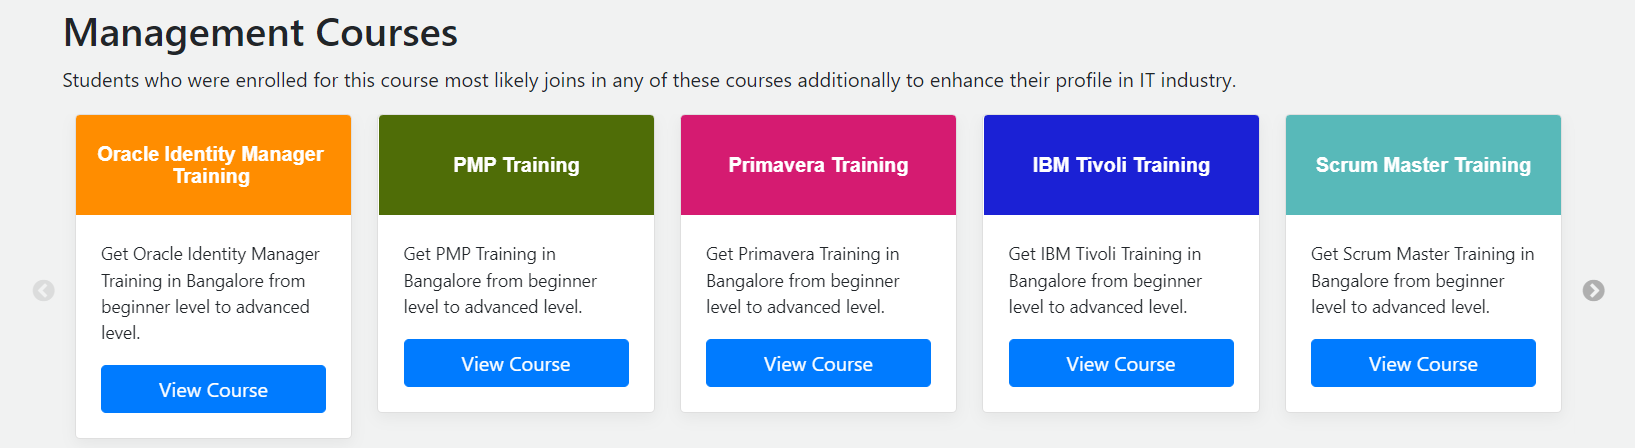 Management Courses
Students who were enrolled for this course most likely joins in any of these courses additionally to enhance their profile in IT industry.
Oracle Identity Manager
Training
Get Oracle Identity Manager
Training in Bangalore from
beginner level to advanced
level.
View Course
PMP Training
Get PMP Training in
Bangalore from beginner
level to advanced level.
View Course
Primavera Training
Get Primavera Training in
Bangalore from beginner
level to advanced level.
View Course
IBM Tivoli Training
Get IBM Tivoli Training in
Bangalore from beginner
level to advanced level.
View Course
Scrum Master Training
Get Scrum Master Training in
Bangalore from beginner
level to advanced level.
View Course